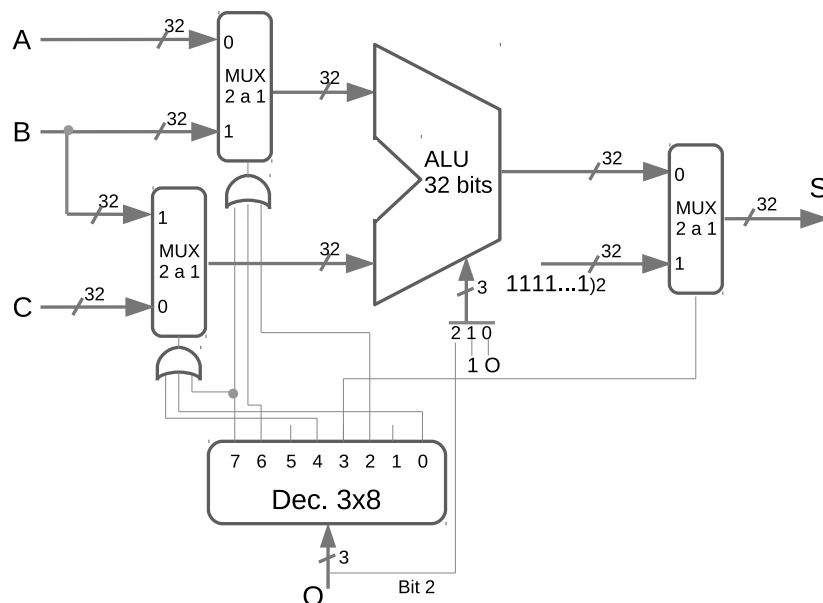 A
32
0
MUX
2 a 1
32
B
32
1
32
1
MUX
2 a 1
32
C
32
0
ALU
32 bits
32
0
MUX
2 a 1
32
S
32
1
1111...1)2
3
2 1 0
1 O
7 6 5 4 3 2 1 0
Dec. 3x8
3
Bit 2
O